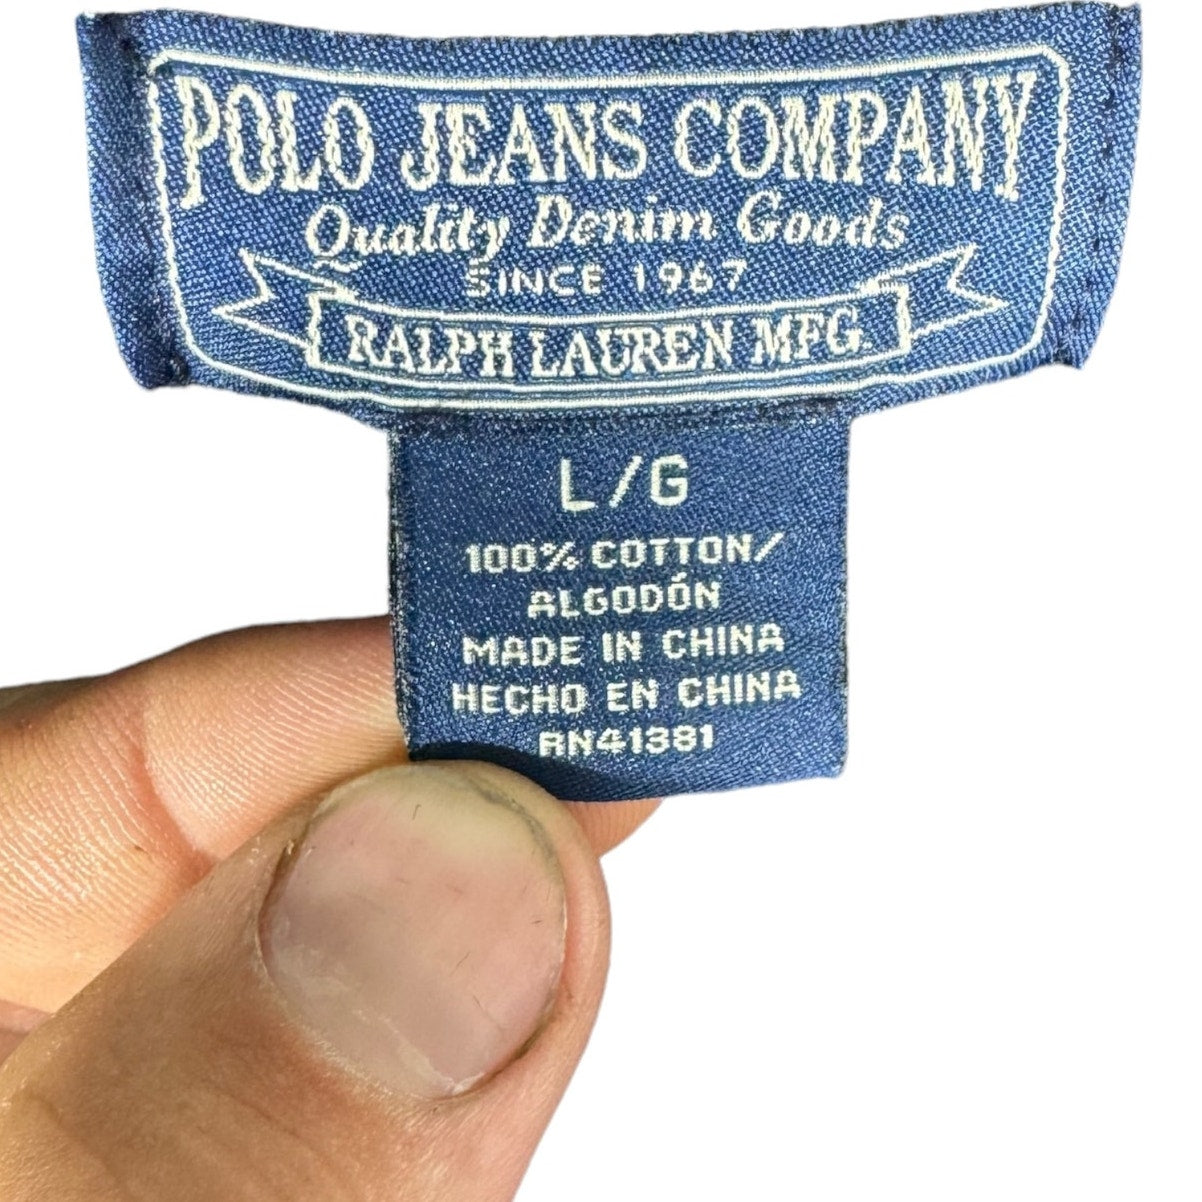 POLO JEANS COMPANY
Quality Denim Goods
SINCE 1967
RALPH LAUREN MFG.
L/G
100% COTTON/
ALGODÓN
MADE IN CHINA
HECHO EN CHINA
RN41381